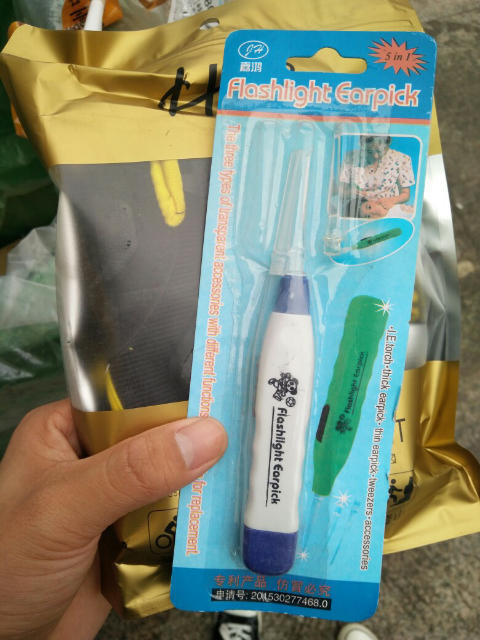 JH
嘉鸿
5 in 1
Flashlight Earpick
The three types of transparent accessories with different functions
for replacement
·I.E:torch·thick earpick·thin earpick·tweezers·accessories
Flashlight Earpick
Flashlight Earpick
专利产品 仿冒必究
申请号: 201530277468.0